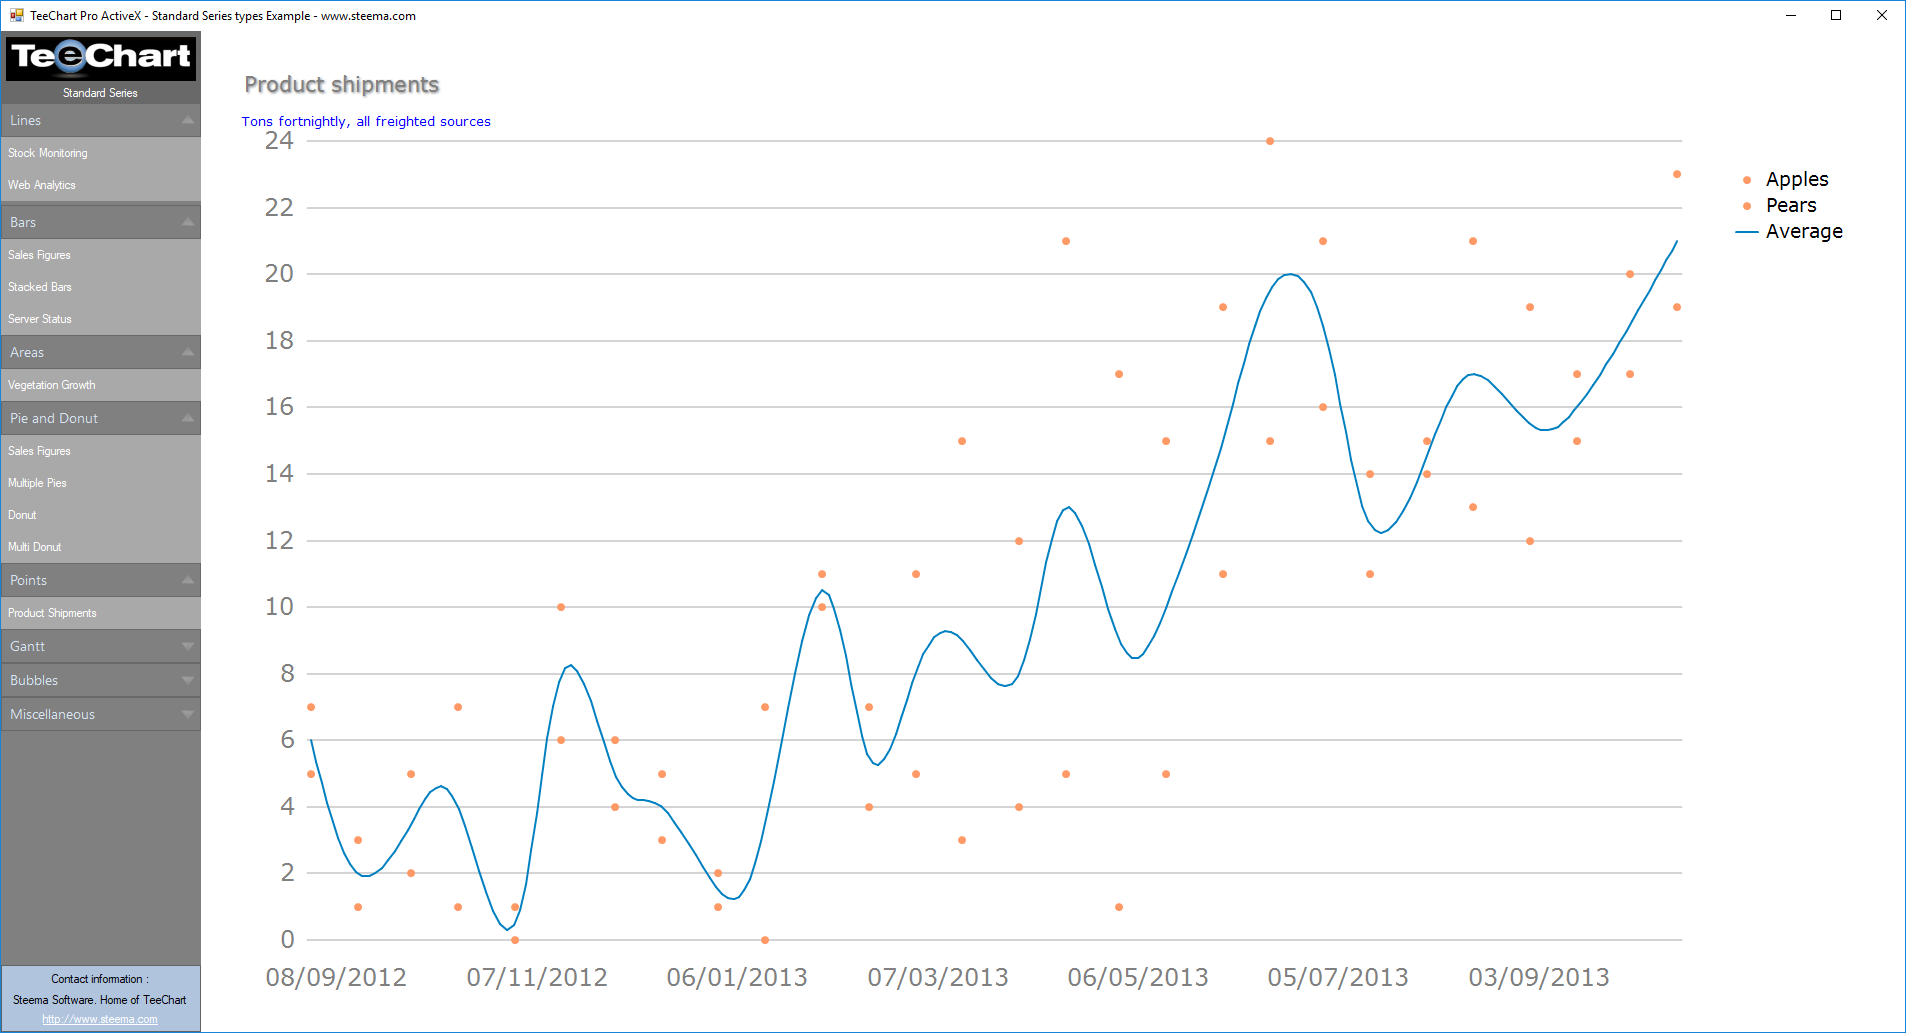 TeeChart Pro ActiveX - Standard Series types Example - www.steema.com
TeeChart
Standard Series
Lines
Stock Monitoring
Web Analytics
Bars
Sales Figures
Stacked Bars
Server Status
Areas
Vegetation Growth
Pie and Donut
Sales Figures
Multiple Pies
Donut
Multi Donut
Points
Product Shipments
Gantt
Bubbles
Miscellaneous
Contact information :
Steema Software. Home of TeeChart
http://www.steema.com
Product shipments
Tons fortnightly, all freighted sources
24
22
20
18
16
14
12
10
8
6
4
2
0
08/09/2012 07/11/2012 06/01/2013 07/03/2013 06/05/2013 05/07/2013 03/09/2013
Apples
Pears
Average